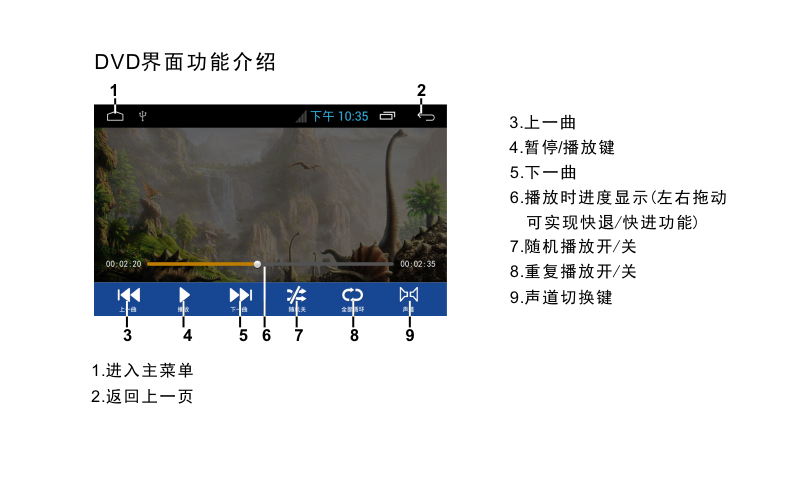 DVD界面功能介绍
1
2
下午 10:35
00:02:20
00:02:35
上一曲
播放
下一曲
随机关
全部循环
声道
3
4
5
6
7
8
9
1.进入主菜单
2.返回上一页
3.上一曲
4.暂停/播放键
5.下一曲
6.播放时进度显示(左右拖动
可实现快退/快进功能)
7.随机播放开/关
8.重复播放开/关
9.声道切换键